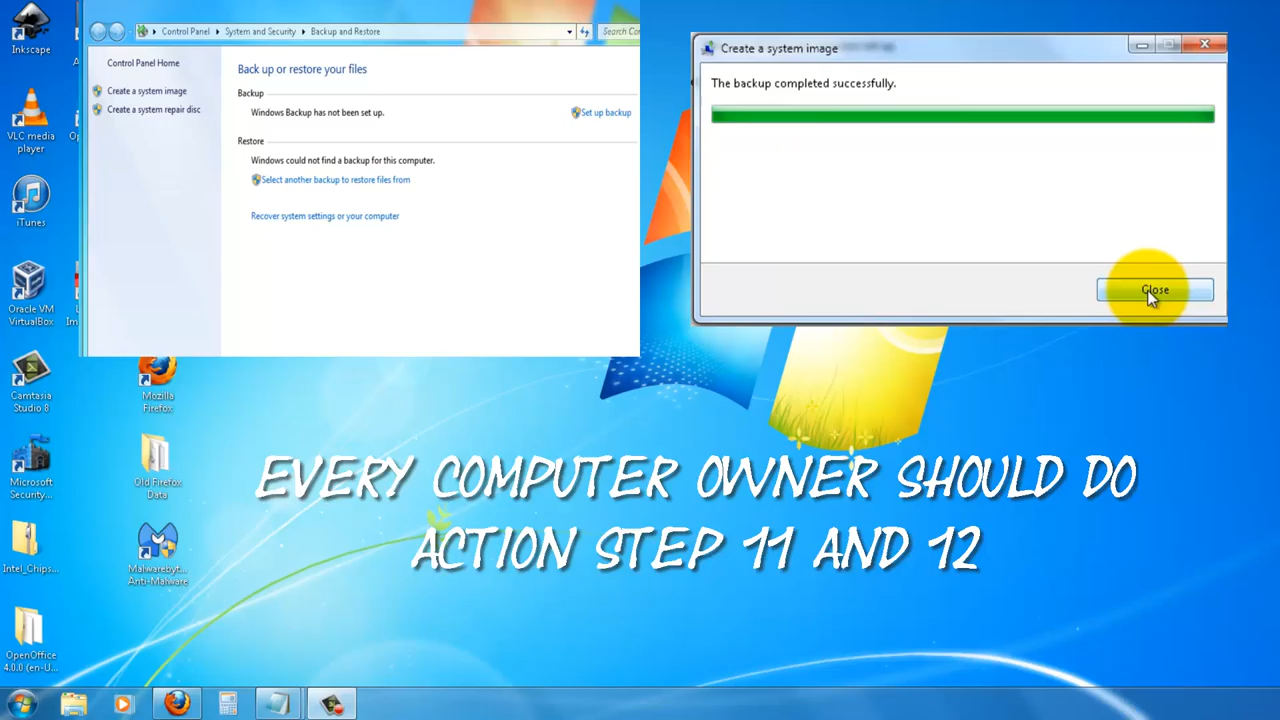 Inkscape
VLC media
player
iTunes
Oracle VM
VirtualBox
Camtasia
Studio 8
Microsoft
Security...
Intel_Chips...
OpenOffice
4.0.0 (en-U...
Mozilla
Firefox
Old Firefox
Data
Malwarebyt...
Anti-Malware
Control Panel
System and Security
Backup and Restore
Control Panel Home
Create a system image
Create a system repair disc
Back up or restore your files
Backup
Windows Backup has not been set up.
Set up backup
Restore
Windows could not find a backup for this computer.
Select another backup to restore files from
Recover system settings or your computer
Create a system image
The backup completed successfully.
Close
EVERY COMPUTER OWNER SHOULD DO
ACTION STEP 11 AND 12